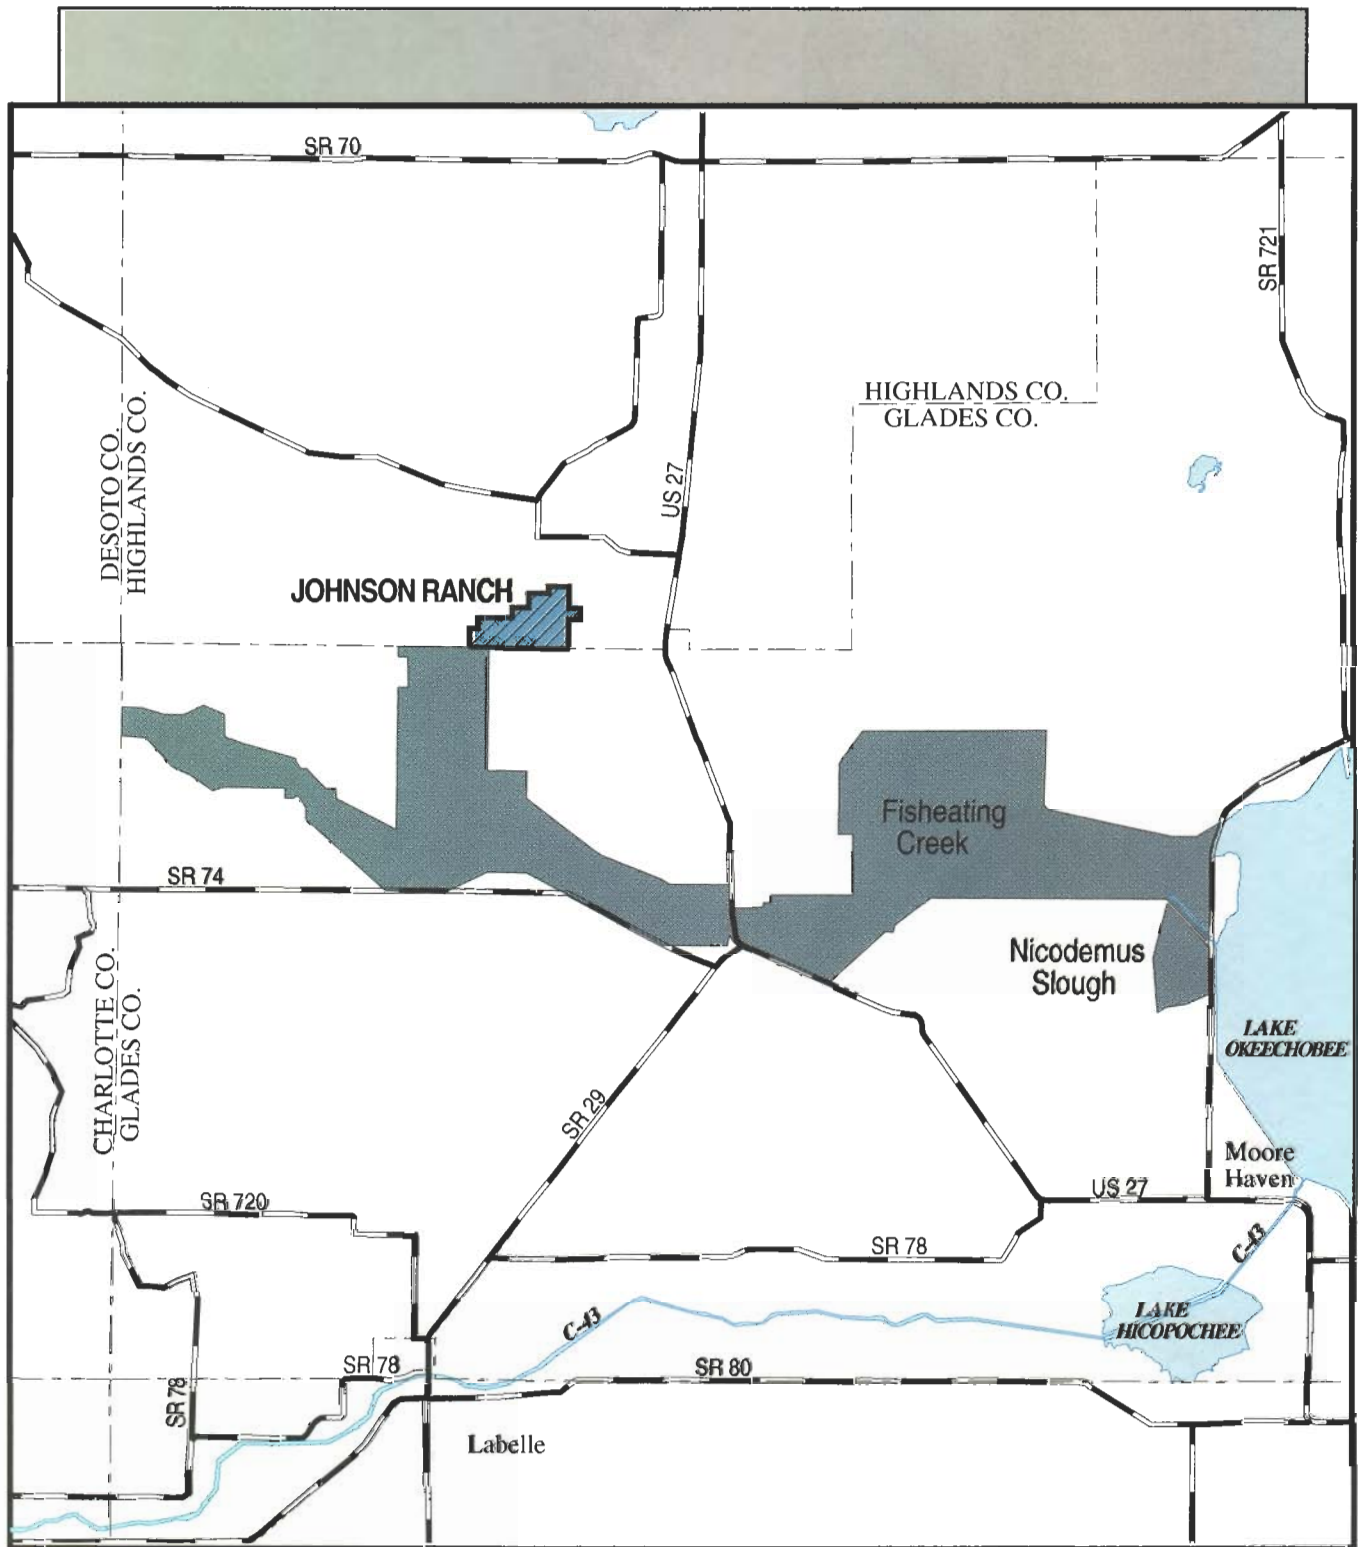 SR 70
SR 721
HIGHLANDS CO.
GLADES CO.
DESOTO CO.
HIGHLANDS CO.
US 27
JOHNSON RANCH
Fisheating
Creek
SR 74
Nicodemus
Slough
CHARLOTTE CO.
GLADES CO.
LAKE
OKEECHOBEE
SR 29
Moore
Haven
US 27
SR 720
SR 78
C-43
C-43
LAKE
HICOPOCHEE
SR 78
SR 80
SR 78
Labelle